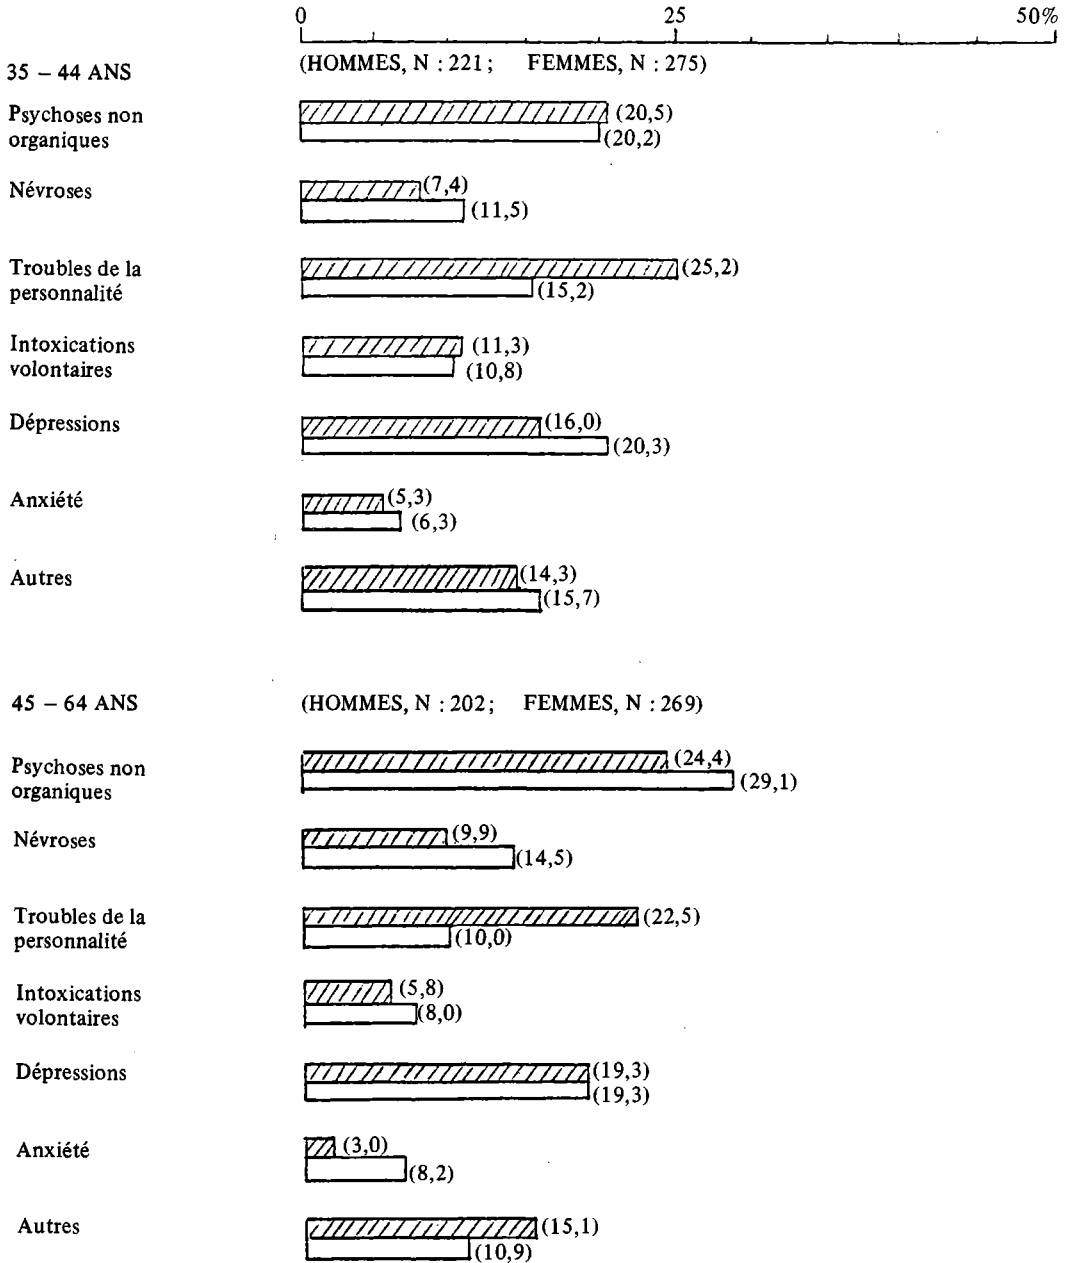 0 25 50%
35 – 44 ANS (HOMMES, N : 221; FEMMES, N : 275)
Psychoses non (20,5)
organiques (20,2)
Névroses (7,4)
(11,5)
Troubles de la (25,2)
personnalité (15,2)
Intoxications (11,3)
volontaires (10,8)
Dépressions (16,0)
(20,3)
Anxiété (5,3)
(6,3)
Autres (14,3)
(15,7)
45 – 64 ANS (HOMMES, N : 202; FEMMES, N : 269)
Psychoses non (24,4)
organiques (29,1)
Névroses (9,9)
(14,5)
Troubles de la (22,5)
personnalité (10,0)
Intoxications (5,8)
volontaires (8,0)
Dépressions (19,3)
(19,3)
Anxiété (3,0)
(8,2)
Autres (15,1)
(10,9)